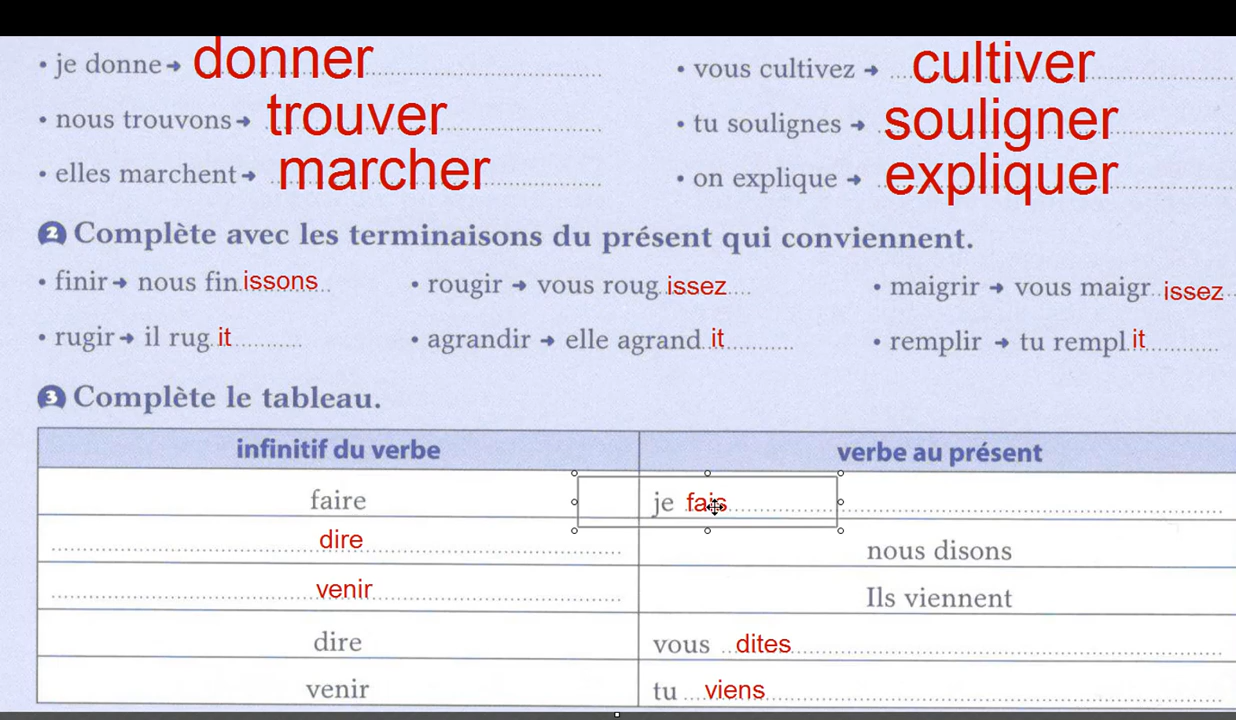 • je donne → donner
• vous cultivez → cultiver
• nous trouvons → trouver
• tu soulignes → souligner
• elles marchent → marcher
• on explique → expliquer
2 Complète avec les terminaisons du présent qui conviennent.
• finir → nous finissons • rougir → vous rougissez • maigrir → vous maigrissez
• rugir → il rugit • agrandir → elle agrandit • remplir → tu remplit
3 Complète le tableau.
infinitif du verbe verbe au présent
faire je fais
dire nous disons
venir Ils viennent
dire vous dites
venir tu viens